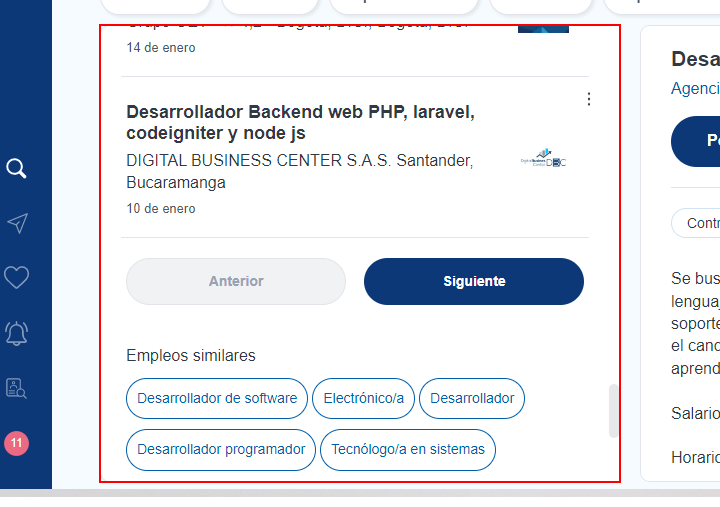 14 de enero
Desarrollador Backend web PHP, laravel,
codeigniter y node js
DIGITAL BUSINESS CENTER S.A.S. Santander,
Bucaramanga
10 de enero
Anterior
Siguiente
Empleos similares
Desarrollador de software
Electrónico/a
Desarrollador
Desarrollador programador
Tecnólogo/a en sistemas
11
Desa
Agenci
Po
Contr
Se bus
lenguaj
soporte
el cand
aprend
Salario
Horario